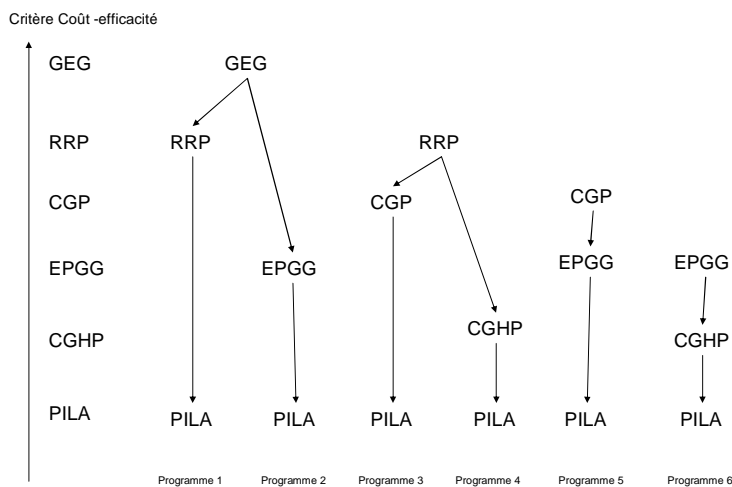 Critère Coût -efficacité
GEG GEG
RRP RRP RRP
CGP CGP CGP
EPGG EPGG EPGG EPGG
CGHP CGHP CGHP
PILA PILA PILA PILA PILA PILA PILA
Programme 1 Programme 2 Programme 3 Programme 4 Programme 5 Programme 6